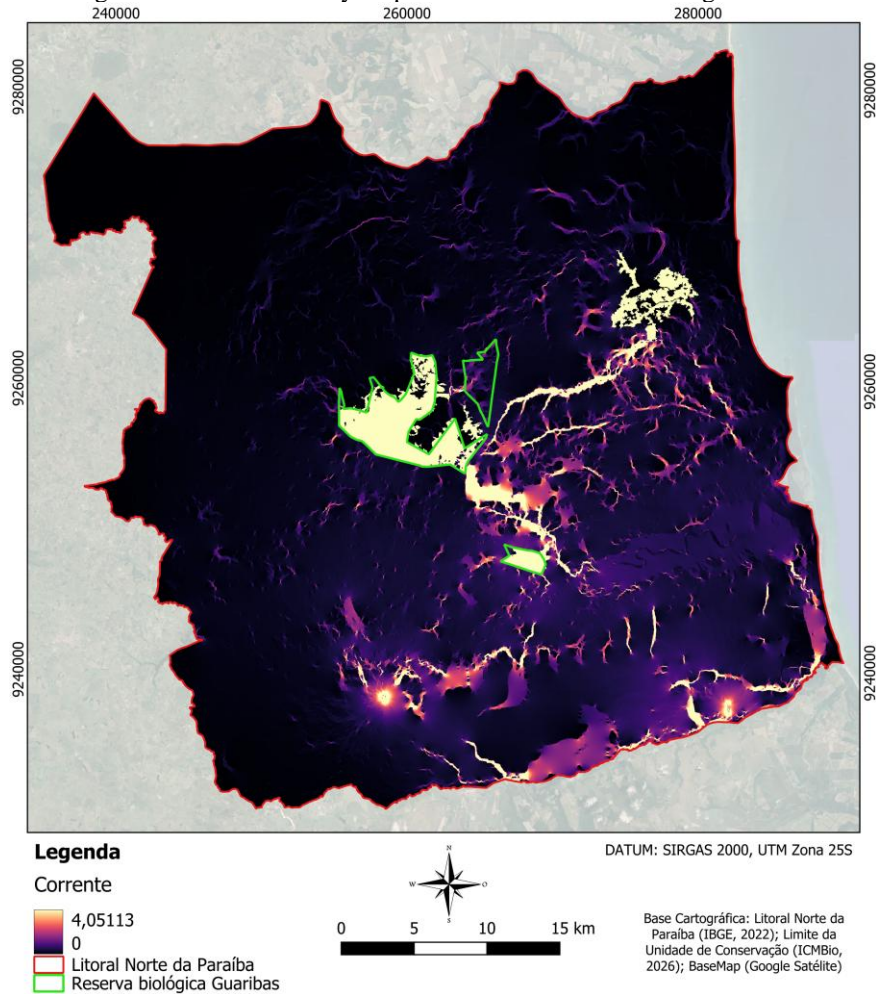 240000 260000 280000
9280000 9280000
9260000 9260000
9240000 9240000
Legenda
Corrente
4,05113
0
Litoral Norte da Paraíba
Reserva biológica Guaribas
N
W O
S
0 5 10 15 km
DATUM: SIRGAS 2000, UTM Zona 25S
Base Cartográfica: Litoral Norte da
Paraíba (IBGE, 2022); Limite da
Unidade de Conservação (ICMBio,
2026); BaseMap (Google Satélite)